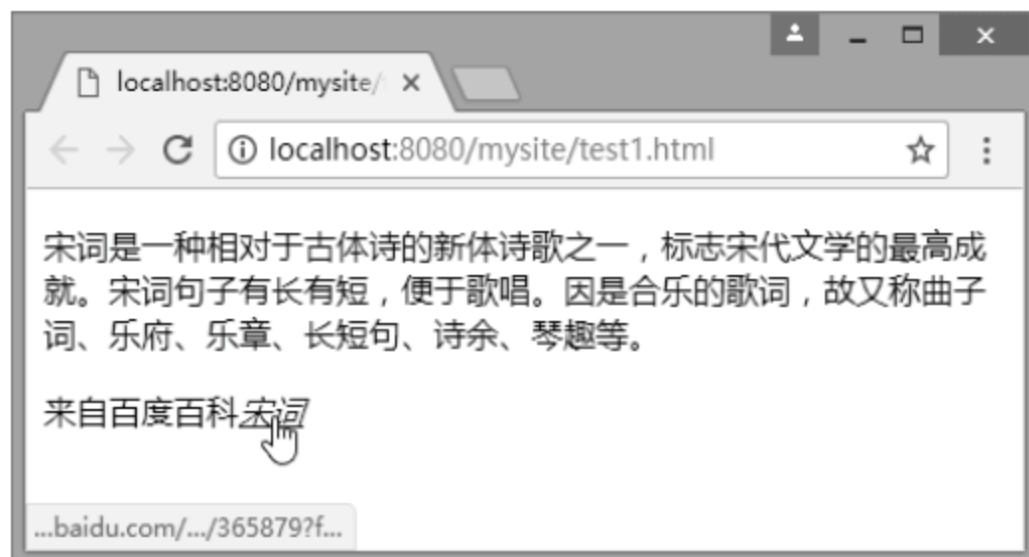 localhost:8080/mysite/
localhost:8080/mysite/test1.html
宋词是一种相对于古体诗的新体诗歌之一，标志宋代文学的最高成
就。宋词句子有长有短，便于歌唱。因是合乐的歌词，故又称曲子
词、乐府、乐章、长短句、诗余、琴趣等。
来自百度百科宋词
...baidu.com/.../365879?f...